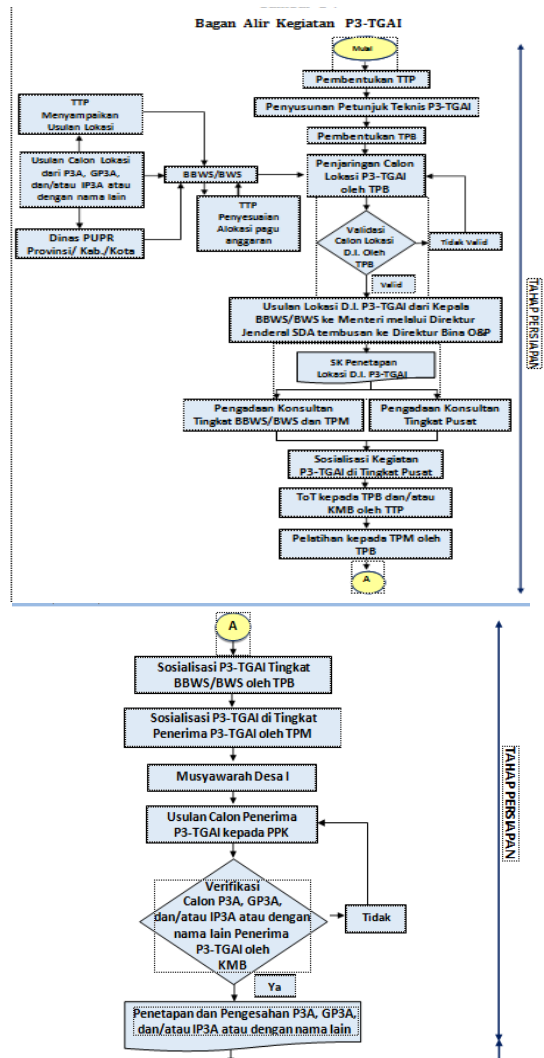 Bagan Alir Kegiatan P3-TGAI
Mulai
Pembentukan TTP
Penyusunan Petunjuk Teknis P3-TGAI
Pembentukan TPB
TTP
Menyampaikan
Usulan Lokasi
Usulan Calon Lokasi
dari P3A, GP3A,
dan/atau IP3A atau
dengan nama lain
Dinas PUPR
Provinsi/ Kab./Kota
BBWS/BWS
TTP
Penyesuaian
Alokasi pagu
anggaran
Penjaringan Calon
Lokasi P3-TGAI
oleh TPB
Validasi
Calon Lokasi
D.I. Oleh
TPB
Tidak Valid
Valid
Usulan Lokasi D.I. P3-TGAI dari Kepala
BBWS/BWS ke Menteri melalui Direktur
Jenderal SDA tembusan ke Direktur Bina O&P
SK Penetapan
Lokasi D.I. P3-TGAI
Pengadaan Konsultan
Tingkat BBWS/BWS dan TPM
Pengadaan Konsultan
Tingkat Pusat
Sosialisasi Kegiatan
P3-TGAI di Tingkat Pusat
ToT kepada TPB dan/atau
KMB oleh TTP
Pelatihan kepada TPM oleh
TPB
A
TAHAP PERSIAPAN
A
Sosialisasi P3-TGAI Tingkat
BBWS/BWS oleh TPB
Sosialisasi P3-TGAI di Tingkat
Penerima P3-TGAI oleh TPM
Musyawarah Desa I
Usulan Calon Penerima
P3-TGAI kepada PPK
Verifikasi
Calon P3A, GP3A,
dan/atau IP3A atau dengan
nama lain Penerima
P3-TGAI oleh
KMB
Tidak
Ya
Penetapan dan Pengesahan P3A, GP3A,
dan/atau IP3A atau dengan nama lain
TAHAP PERSIAPAN